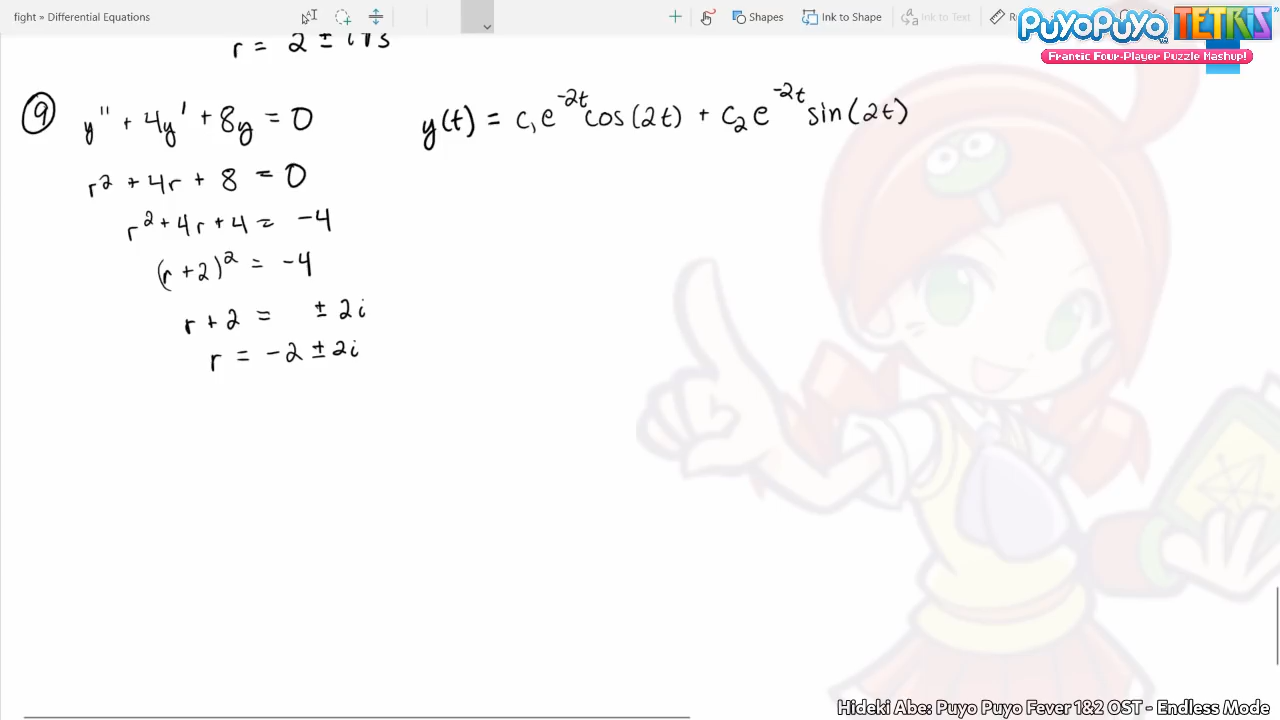 fight » Differential Equations
Shapes
Ink to Shape
Ink to Text
PuyoPuyo TETRIS
Frantic Four-Player Puzzle Mashup!
r = 2 ±
⑨ y'' + 4y' + 8y = 0
y(t) = c₁e^{-2t}cos(2t) + c₂e^{-2t}sin(2t)
r² + 4r + 8 = 0
r² + 4r + 4 = -4
(r + 2)² = -4
r + 2 = ± 2i
r = -2 ± 2i
Hideki Abe: Puyo Puyo Fever 1&2 OST - Endless Mode